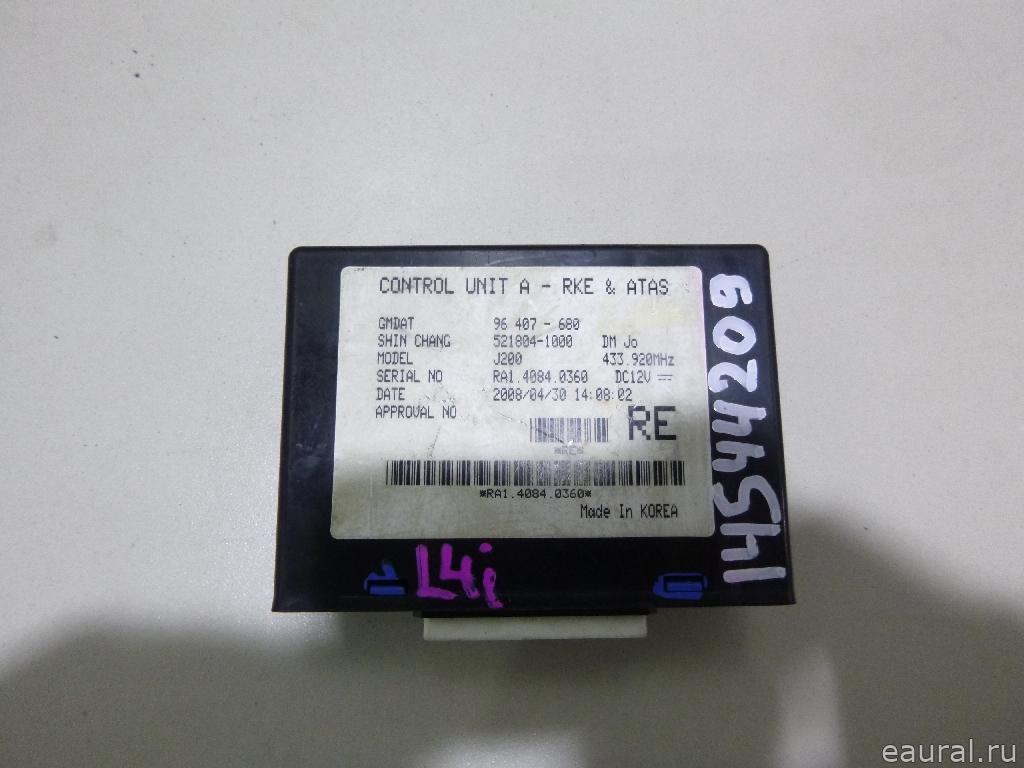 CONTROL UNIT A - RKE & ATAS
GMDAT 96 407 - 680
SHIN CHANG 521804-1000 DM Jo
MODEL J200 433.920MHz
SERIAL NO RA1.4084.0360 DC12V
DATE 2008/04/30 14:08:02
APPROVAL NO
RE
*RE*
*RA1.4084.0360*
Made In KOREA
L4i
14544209
eaural.ru